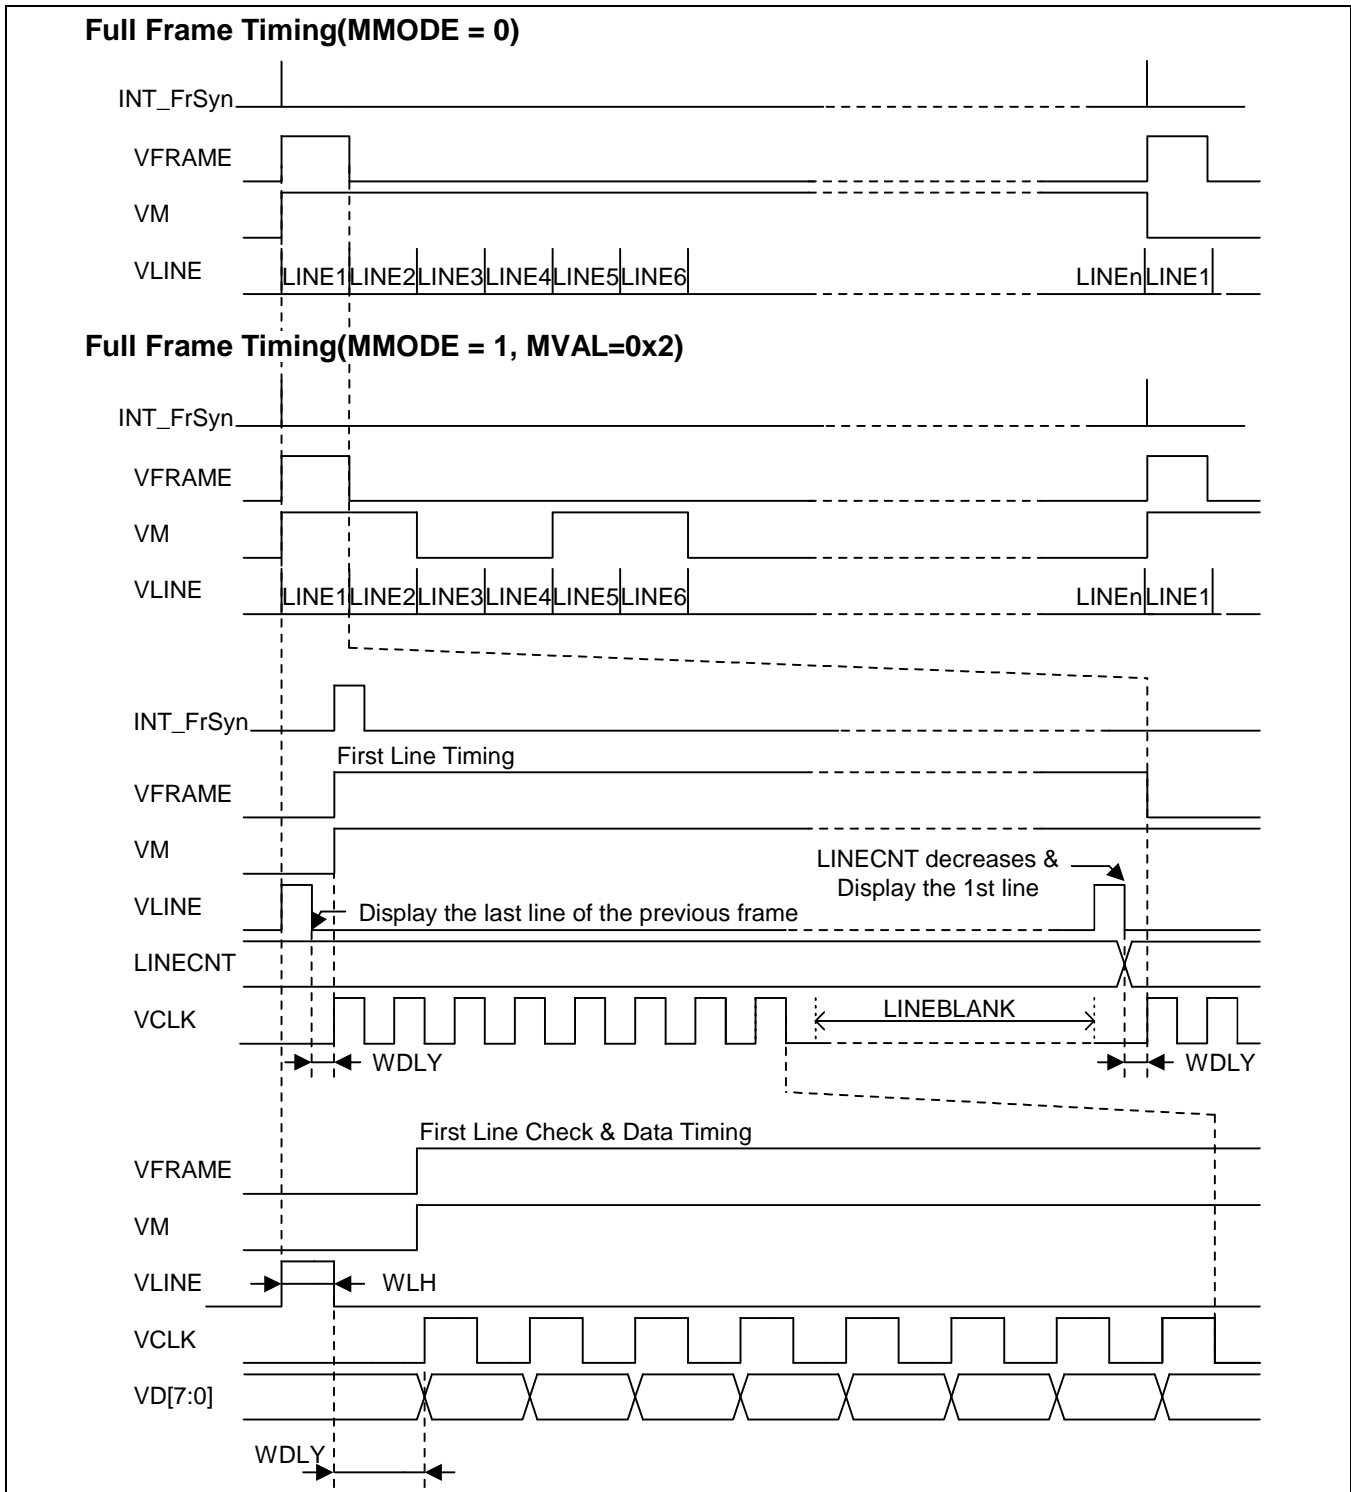 Full Frame Timing(MMODE = 0)
INT_FrSyn
VFRAME
VM
VLINE
LINE1 LINE2 LINE3 LINE4 LINE5 LINE6 LINEn LINE1
Full Frame Timing(MMODE = 1, MVAL=0x2)
INT_FrSyn
VFRAME
VM
VLINE
LINE1 LINE2 LINE3 LINE4 LINE5 LINE6 LINEn LINE1
INT_FrSyn
First Line Timing
VFRAME
VM
LINECNT decreases &
Display the 1st line
VLINE
Display the last line of the previous frame
LINECNT
VCLK
LINEBLANK
WDLY
WDLY
First Line Check & Data Timing
VFRAME
VM
VLINE
WLH
VCLK
VD[7:0]
WDLY